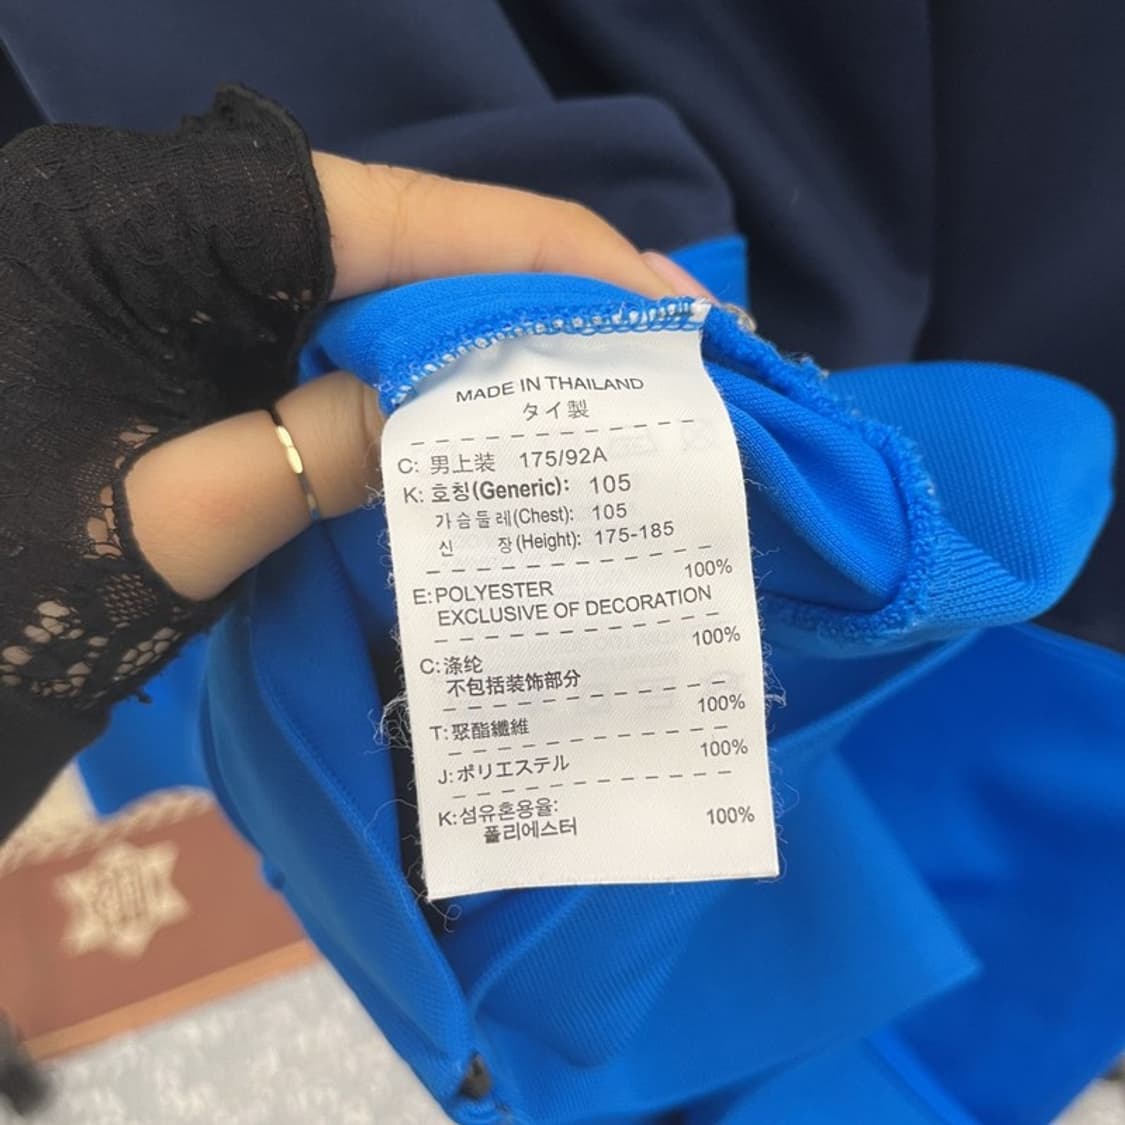 MADE IN THAILAND
タイ製
C: 男上装 175/92A
K: 호칭(Generic): 105
가슴둘레(Chest): 105
신 장(Height): 175-185
E:POLYESTER 100%
EXCLUSIVE OF DECORATION
C:涤纶 100%
不包括装饰部分
T:聚酯纖維 100%
J:ポリエステル 100%
K:섬유혼용율:
폴리에스터 100%